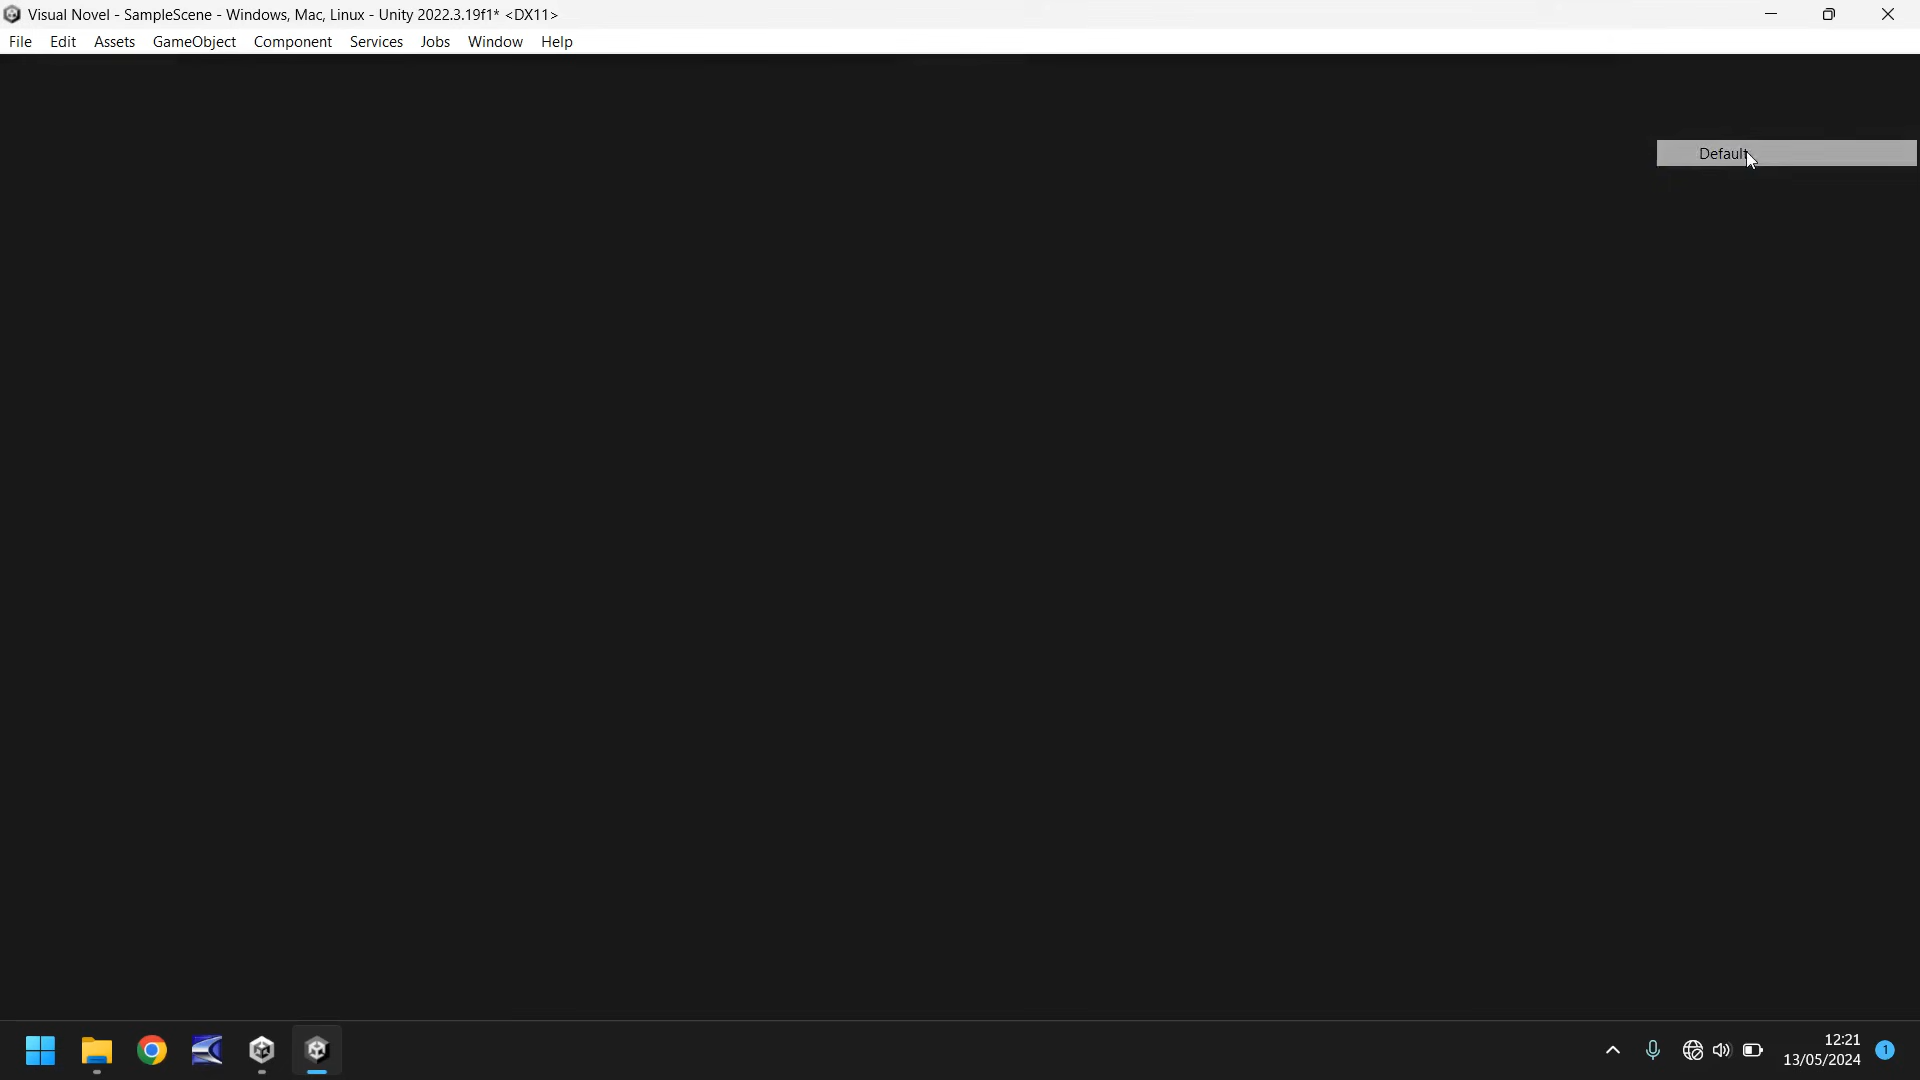 Visual Novel - SampleScene - Windows, Mac, Linux - Unity 2022.3.19f1* <DX11>
File Edit Assets GameObject Component Services Jobs Window Help
Default
12:21
13/05/2024
1